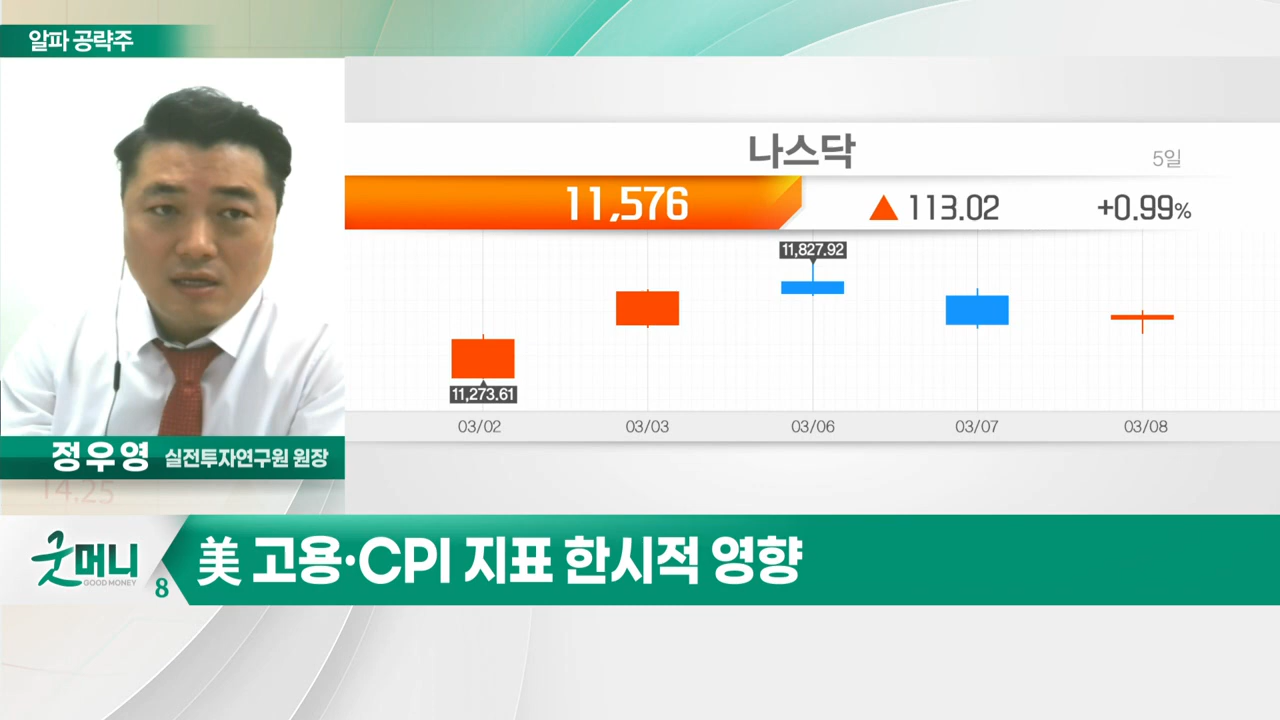 알파 공략주
나스닥
5일
11,576
▲ 113.02
+0.99%
11,827.92
11,273.61
03/02
03/03
03/06
03/07
03/08
정우영 실전투자연구원 원장
14.25
굿머니
GOOD MONEY
8
美 고용·CPI 지표 한시적 영향